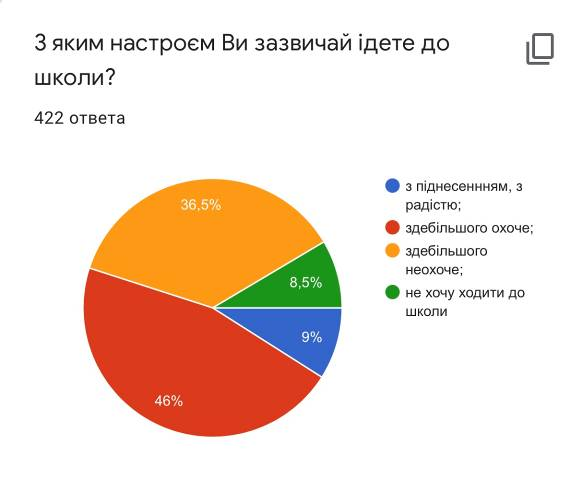 З яким настроєм Ви зазвичай ідете до
школи?
422 ответа
36,5%
8,5%
9%
46%
з піднесеннням, з
радістю;
здебільшого охоче;
здебільшого
неохоче;
не хочу ходити до
школи